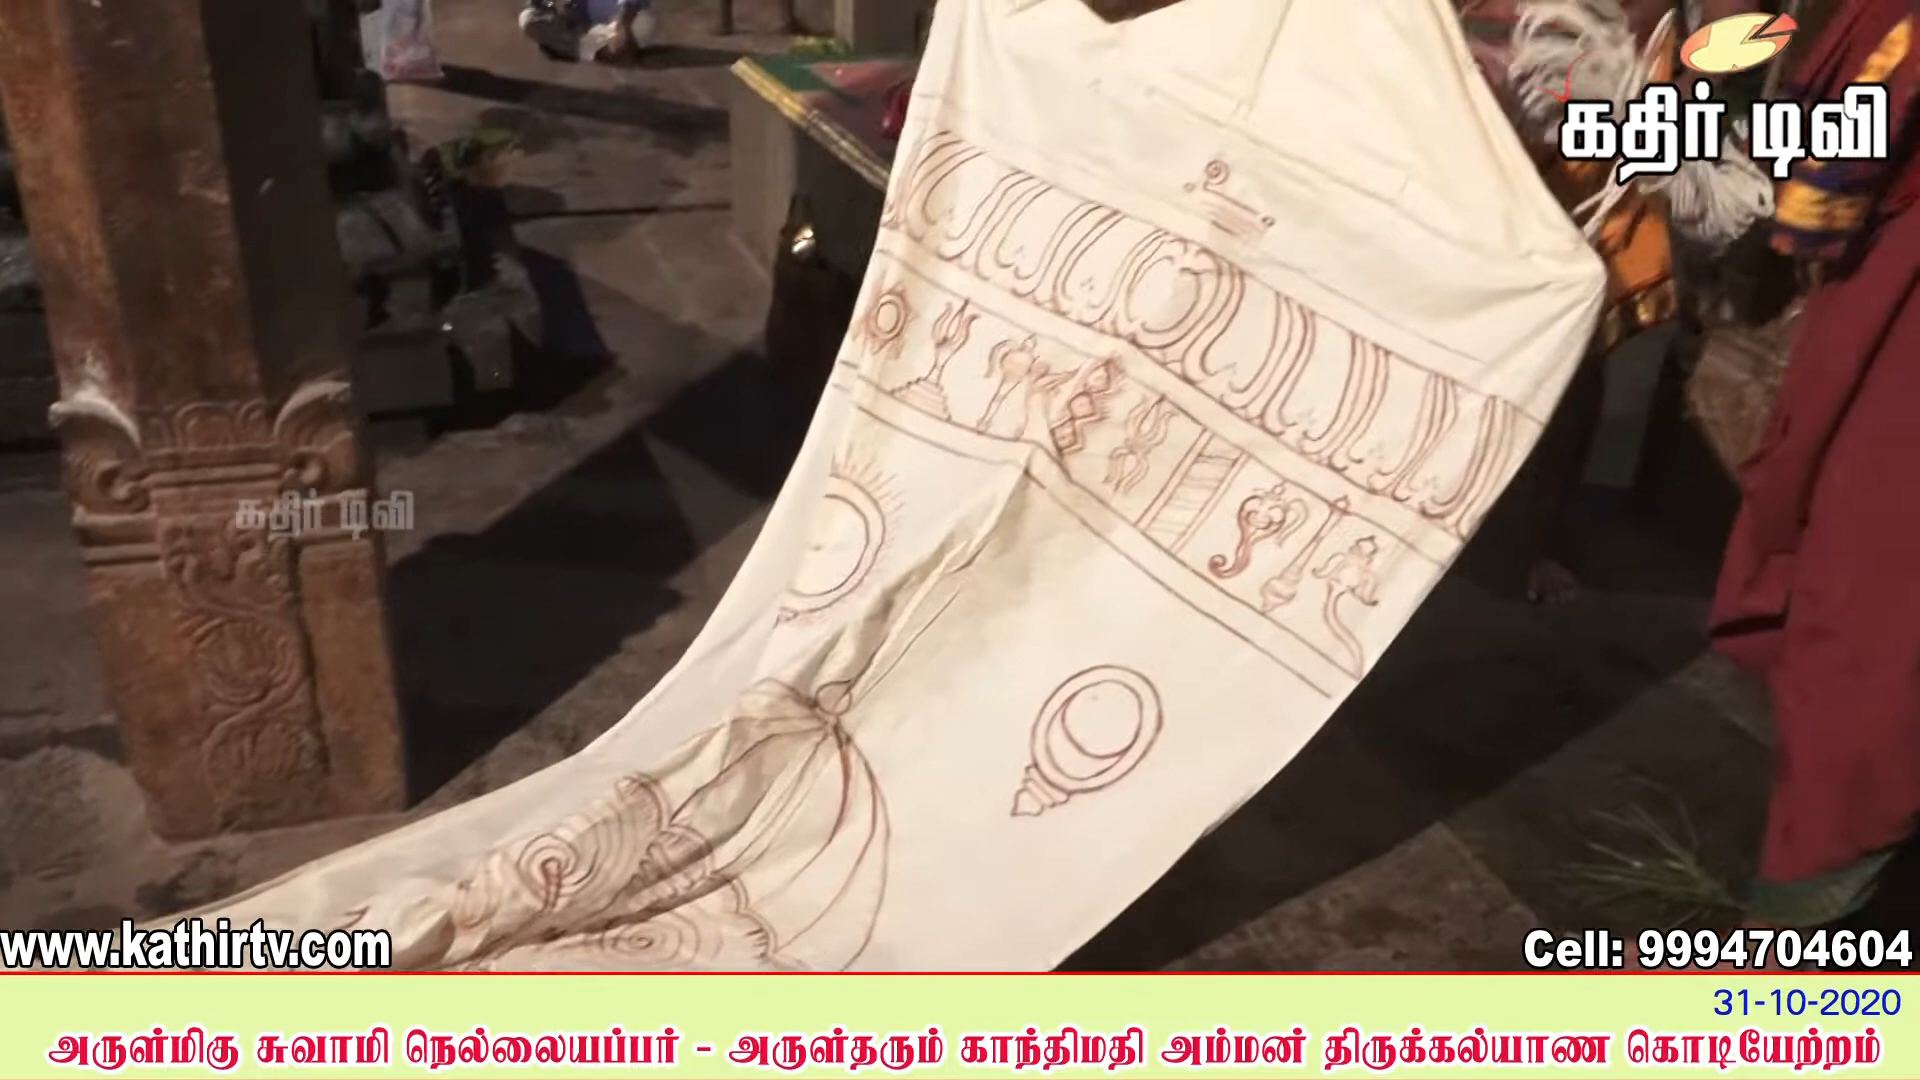 கதிர் டிவி
கதிர் டிவி
www.kathirtv.com
Cell: 9994704604
31-10-2020
அருள்மிகு சுவாமி நெல்லையப்பர் - அருள்தரும் காந்திமதி அம்மன் திருக்கல்யாண கொடியேற்றம்